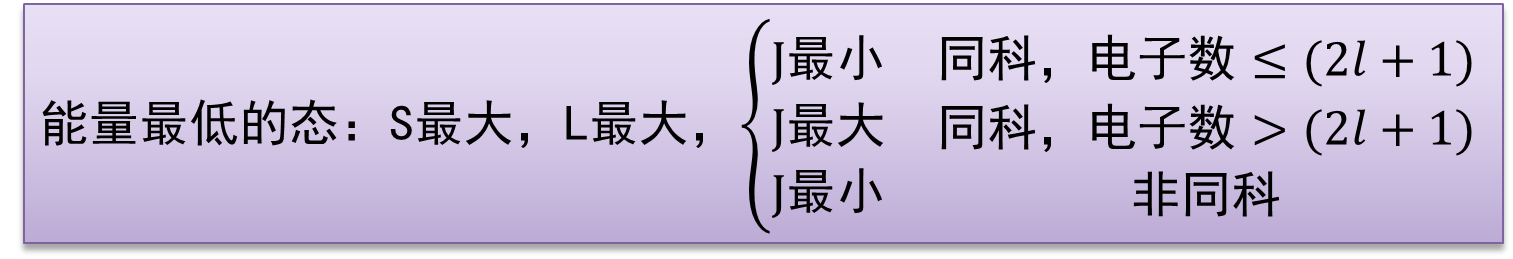 能量最低的态：S最大，L最大，
J最小 同科，电子数 ≤ (2l + 1)
J最大 同科，电子数 > (2l + 1)
J最小 非同科